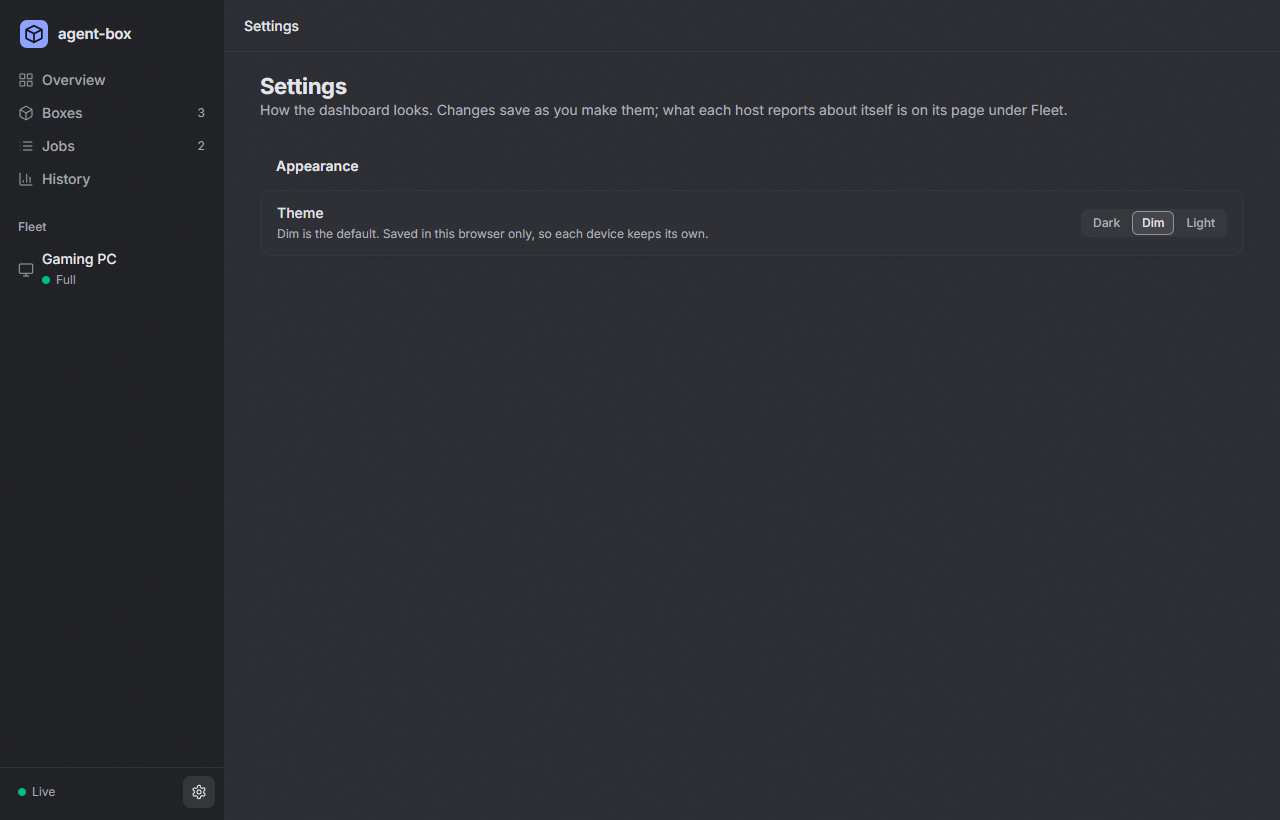 agent-box
Overview
Boxes 3
Jobs 2
History
Fleet
Gaming PC
Full
Live
Settings
Settings
How the dashboard looks. Changes save as you make them; what each host reports about itself is on its page under Fleet.
Appearance
Theme
Dim is the default. Saved in this browser only, so each device keeps its own.
Dark Dim Light